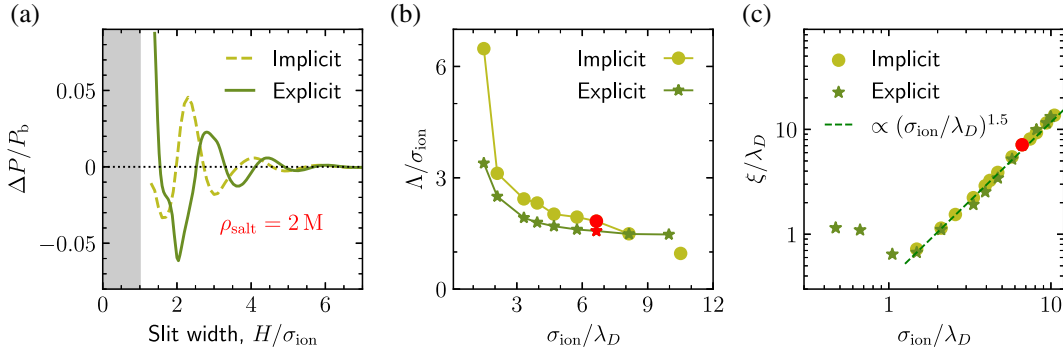 (a)
Implicit
Explicit
0.05
0
−0.05
ΔP/P_b
ρ_salt = 2 M
0 2 4 6
Slit width, H/σ_ion
(b)
Implicit
Explicit
6
3
0
Λ/σ_ion
3 6 9 12
σ_ion/λ_D
(c)
Implicit
Explicit
∝ (σ_ion/λ_D)^1.5
10
1
ξ/λ_D
1 10
σ_ion/λ_D